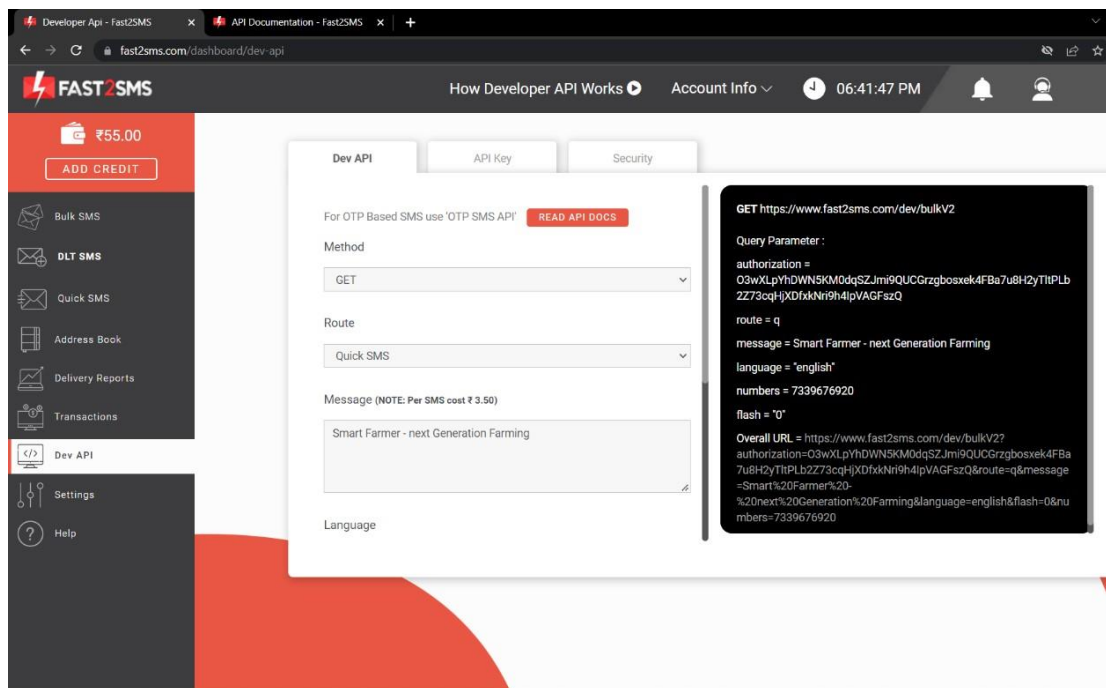 Developer Api - Fast2SMS
API Documentation - Fast2SMS
fast2sms.com/dashboard/dev-api
FAST2SMS
How Developer API Works
Account Info
06:41:47 PM
₹55.00
ADD CREDIT
Bulk SMS
DLT SMS
Quick SMS
Address Book
Delivery Reports
Transactions
Dev API
Settings
Help
Dev API
API Key
Security
For OTP Based SMS use 'OTP SMS API'
READ API DOCS
Method
GET
Route
Quick SMS
Message (NOTE: Per SMS cost ₹ 3.50)
Smart Farmer - next Generation Farming
Language
GET https://www.fast2sms.com/dev/bulkV2
Query Parameter :
authorization =
O3wXLpYhDWN5KM0dqSZJmi9QUCGrzgbosxek4FBa7u8H2yTltPLb
2Z73cqHjXDfxkNri9h4IpVAGFszQ
route = q
message = Smart Farmer - next Generation Farming
language = "english"
numbers = 7339676920
flash = "0"
Overall URL = https://www.fast2sms.com/dev/bulkV2?
authorization=O3wXLpYhDWN5KM0dqSZJmi9QUCGrzgbosxek4FBa
7u8H2yTltPLb2Z73cqHjXDfxkNri9h4IpVAGFszQ&route=q&message
=Smart%20Farmer%20-
%20next%20Generation%20Farming&language=english&flash=0&nu
mbers=7339676920